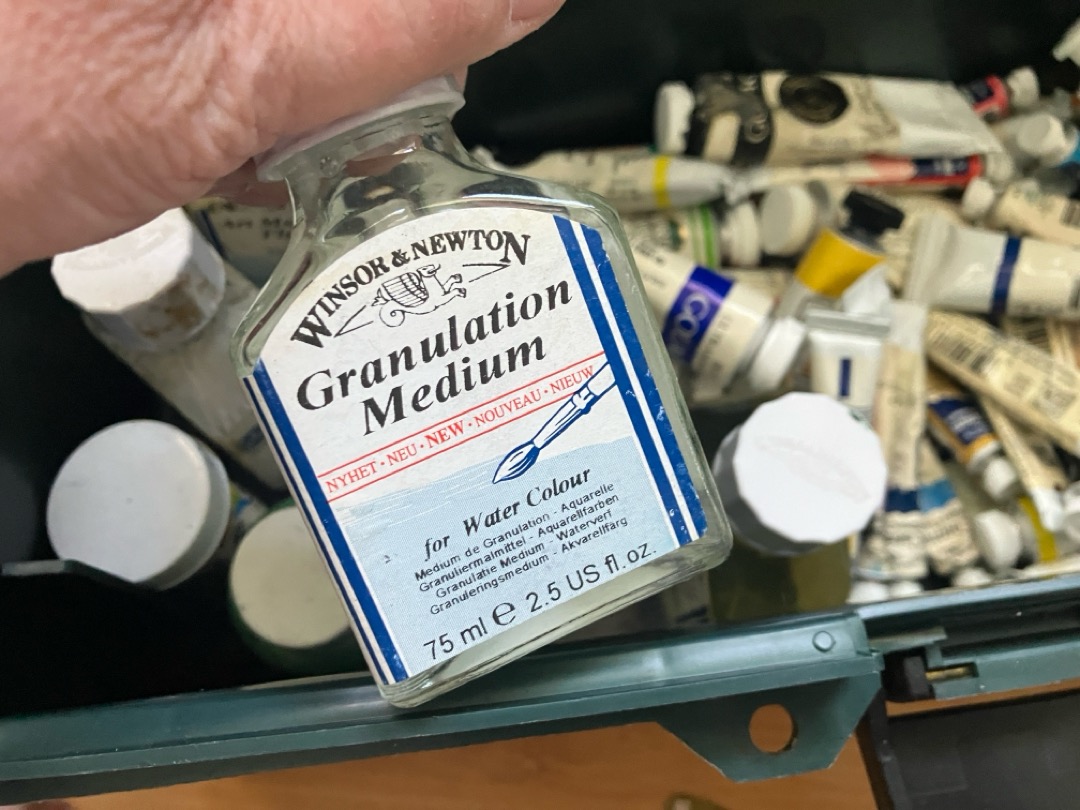 WINSOR & NEWTON
Granulation
Medium
NYHET · NEU · NEW · NOUVEAU · NIEUW
for Water Colour
Medium de Granulation - Aquarelle
Granuliermalmittel - Aquarellfarben
Granulatie Medium - Waterverf
Granuleringsmedium - Akvarellfärg
75 ml e 2.5 US fl. oz.